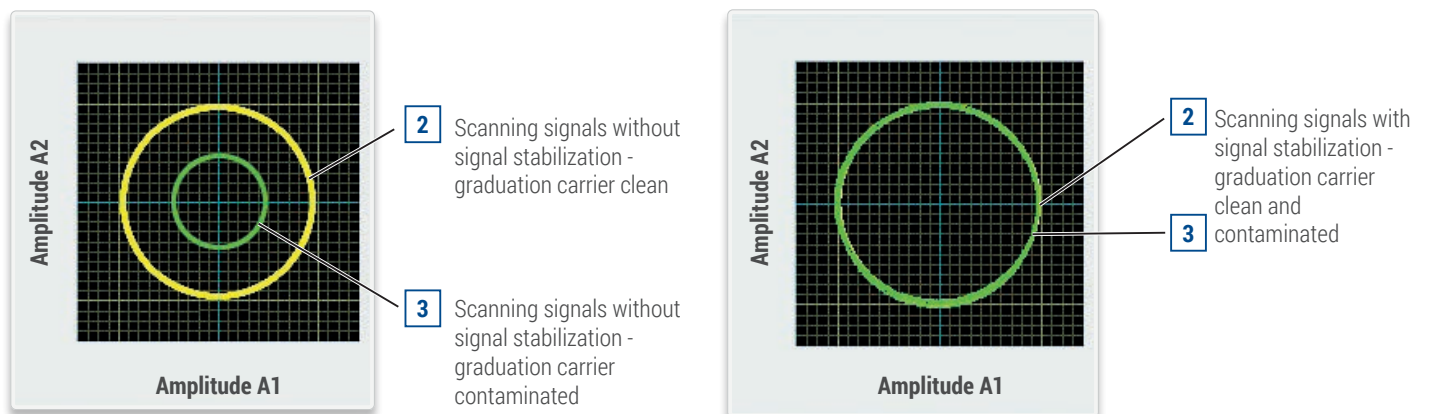 Amplitude A2
Amplitude A1
2
Scanning signals without
signal stabilization -
graduation carrier clean
3
Scanning signals without
signal stabilization -
graduation carrier
contaminated
Amplitude A2
Amplitude A1
2
Scanning signals with
signal stabilization -
graduation carrier
clean and
3
contaminated